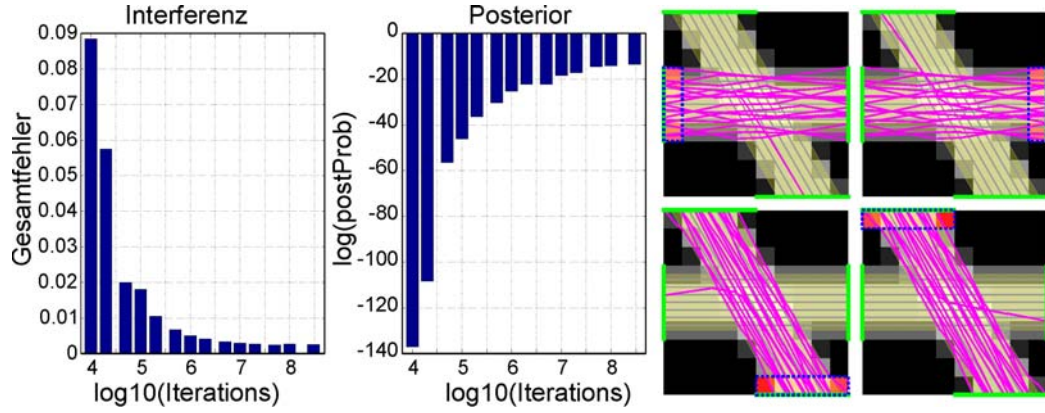 Interferenz
Gesamtfehler
0.09
0.08
0.07
0.06
0.05
0.04
0.03
0.02
0.01
0
4 5 6 7 8
log10(Iterations)
Posterior
log(postProb)
0
-20
-40
-60
-80
-100
-120
-140
4 5 6 7 8
log10(Iterations)